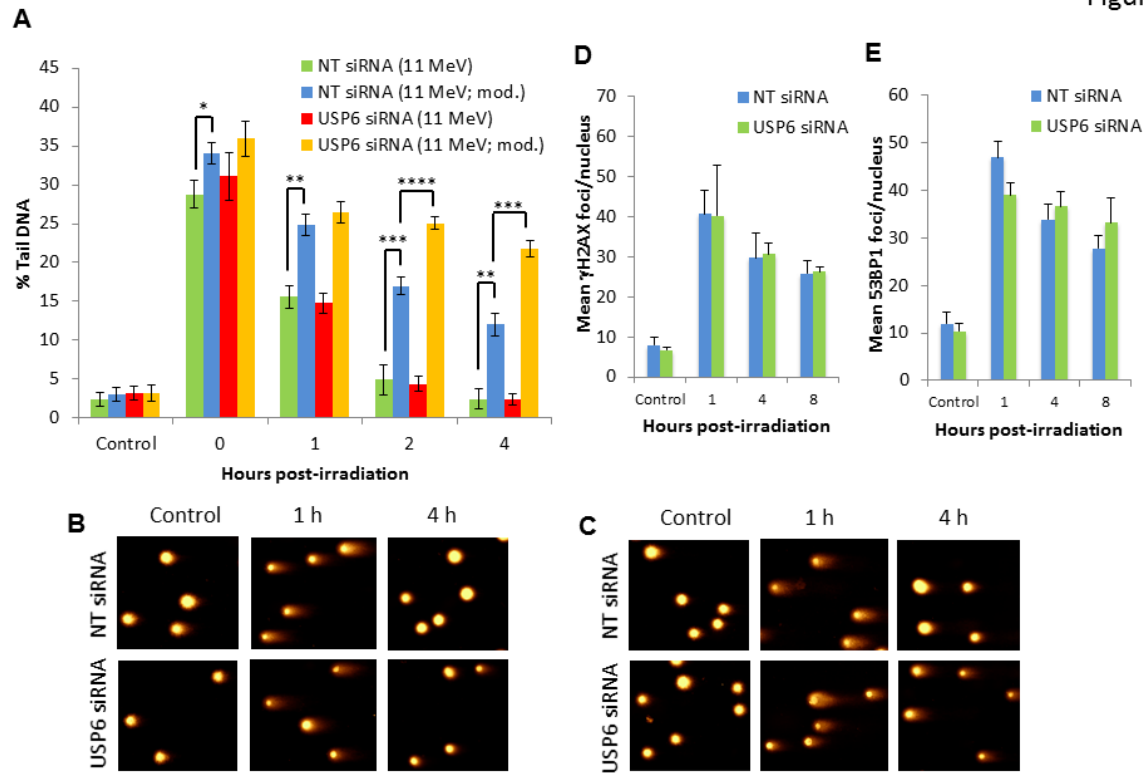 Figur
A
% Tail DNA
45
40
35
30
25
20
15
10
5
0
NT siRNA (11 MeV)
NT siRNA (11 MeV; mod.)
USP6 siRNA (11 MeV)
USP6 siRNA (11 MeV; mod.)
*
**
***
****
**
***
Control 0 1 2 4
Hours post-irradiation
D
Mean γH2AX foci/nucleus
70
60
50
40
30
20
10
0
NT siRNA
USP6 siRNA
Control 1 4 8
Hours post-irradiation
E
Mean 53BP1 foci/nucleus
60
50
40
30
20
10
0
NT siRNA
USP6 siRNA
Control 1 4 8
Hours post-irradiation
B
Control 1 h 4 h
NT siRNA
USP6 siRNA
C
Control 1 h 4 h
NT siRNA
USP6 siRNA